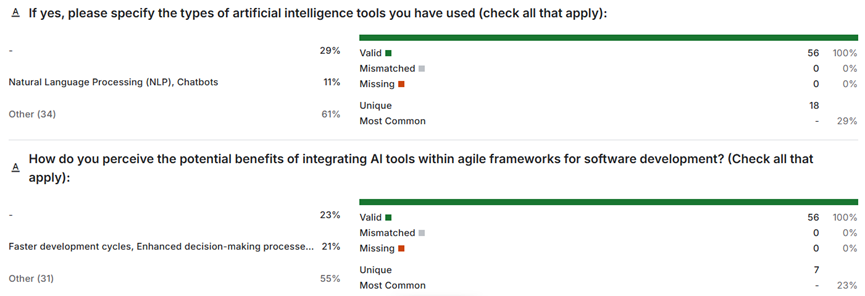 A If yes, please specify the types of artificial intelligence tools you have used (check all that apply):
- 29%
Natural Language Processing (NLP), Chatbots 11%
Other (34) 61%
Valid 56 100%
Mismatched 0 0%
Missing 0 0%
Unique 18
Most Common - 29%
A How do you perceive the potential benefits of integrating AI tools within agile frameworks for software development? (Check all that
apply):
- 23%
Faster development cycles, Enhanced decision-making processe... 21%
Other (31) 55%
Valid 56 100%
Mismatched 0 0%
Missing 0 0%
Unique 7
Most Common - 23%